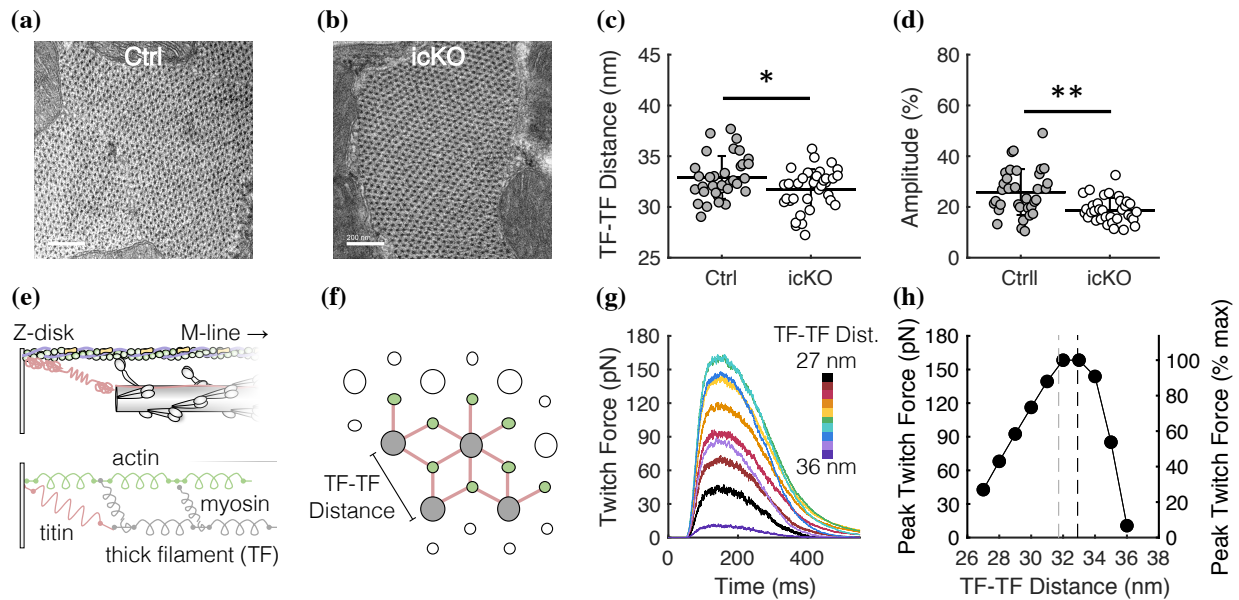 (a)
Ctrl
(b)
icKO
200 nm
(c)
TF-TF Distance (nm)
45
40
35
30
25
*
Ctrl
icKO
(d)
Amplitude (%)
80
60
40
20
0
**
Ctrll
icKO
(e)
Z-disk
M-line →
actin
myosin
titin
thick filament (TF)
(f)
TF-TF
Distance
(g)
Twitch Force (pN)
180
150
120
90
60
30
0
0
200
400
Time (ms)
TF-TF Dist.
27 nm
36 nm
(h)
Peak Twitch Force (pN)
180
150
120
90
60
30
0
26 28 30 32 34 36 38
TF-TF Distance (nm)
100
80
60
40
20
0
Peak Twitch Force (% max)